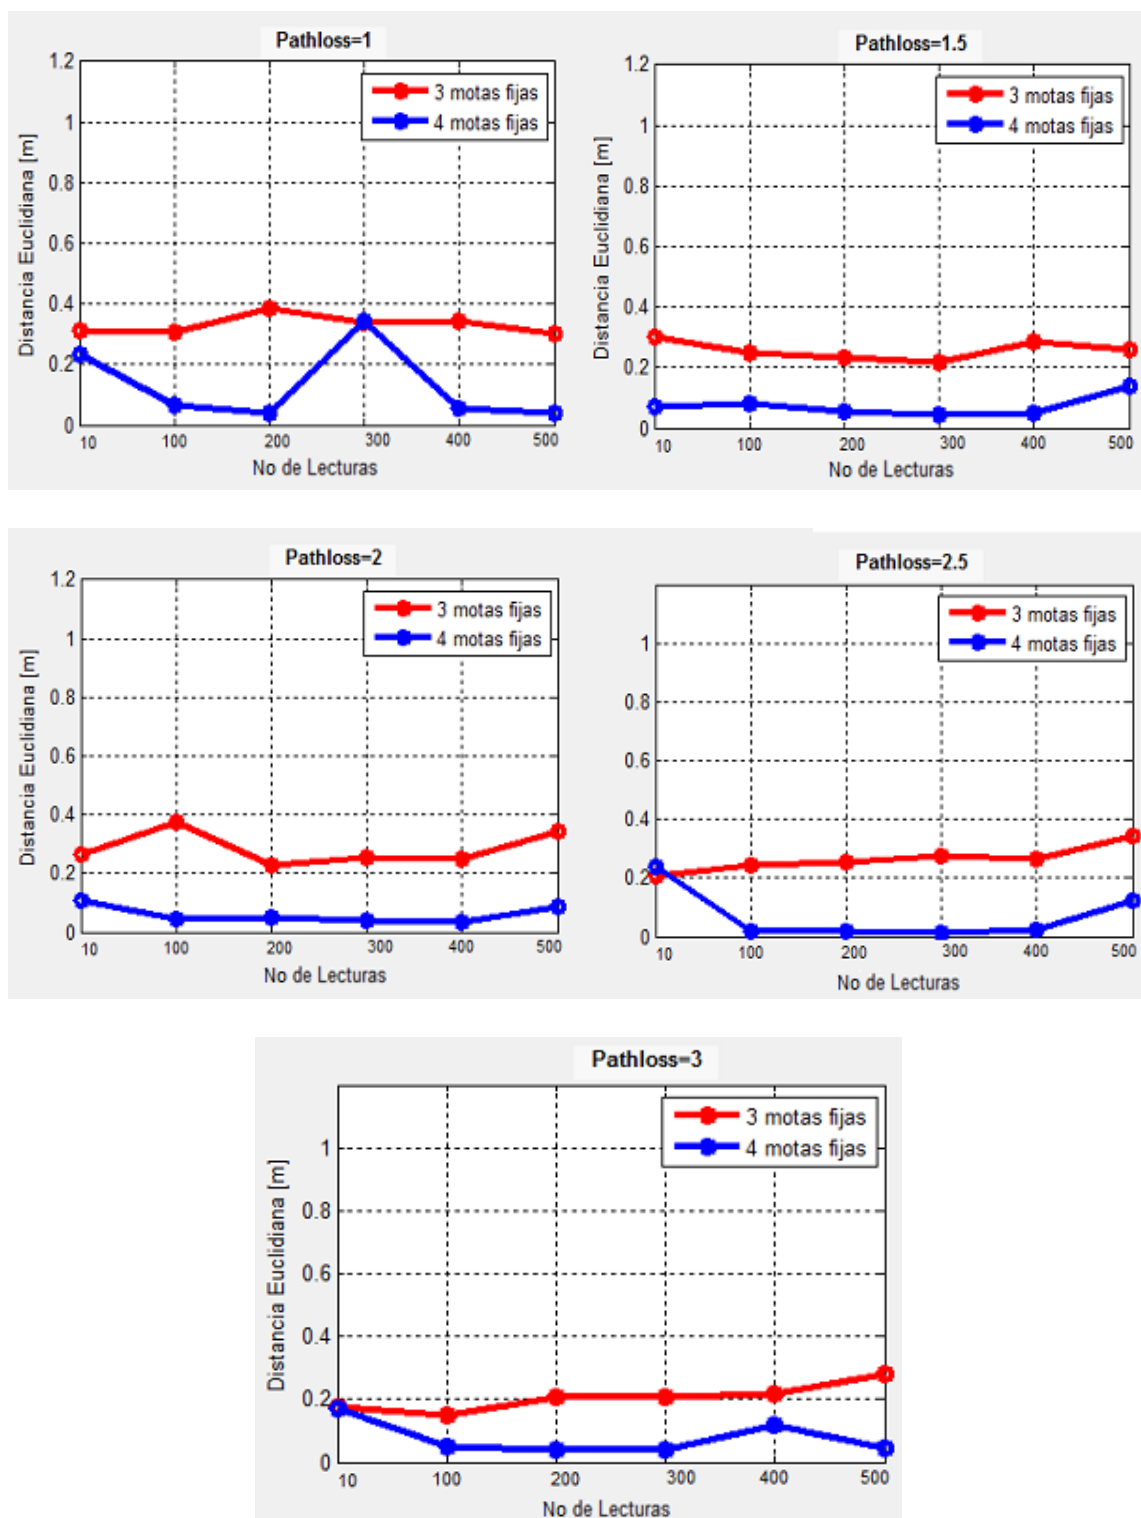 Pathloss=1
1.2
1
0.8
0.6
0.4
0.2
0
Distancia Euclidiana [m]
3 motas fijas
4 motas fijas
10 100 200 300 400 500
No de Lecturas
Pathloss=1.5
1.2
1
0.8
0.6
0.4
0.2
0
Distancia Euclidiana [m]
3 motas fijas
4 motas fijas
10 100 200 300 400 500
No de Lecturas
Pathloss=2
1.2
1
0.8
0.6
0.4
0.2
0
Distancia Euclidiana [m]
3 motas fijas
4 motas fijas
10 100 200 300 400 500
No de Lecturas
Pathloss=2.5
1
0.8
0.6
0.4
0.2
0
Distancia Euclidiana [m]
3 motas fijas
4 motas fijas
10 100 200 300 400 500
No de Lecturas
Pathloss=3
1
0.8
0.6
0.4
0.2
0
Distancia Euclidiana [m]
3 motas fijas
4 motas fijas
10 100 200 300 400 500
No de Lecturas